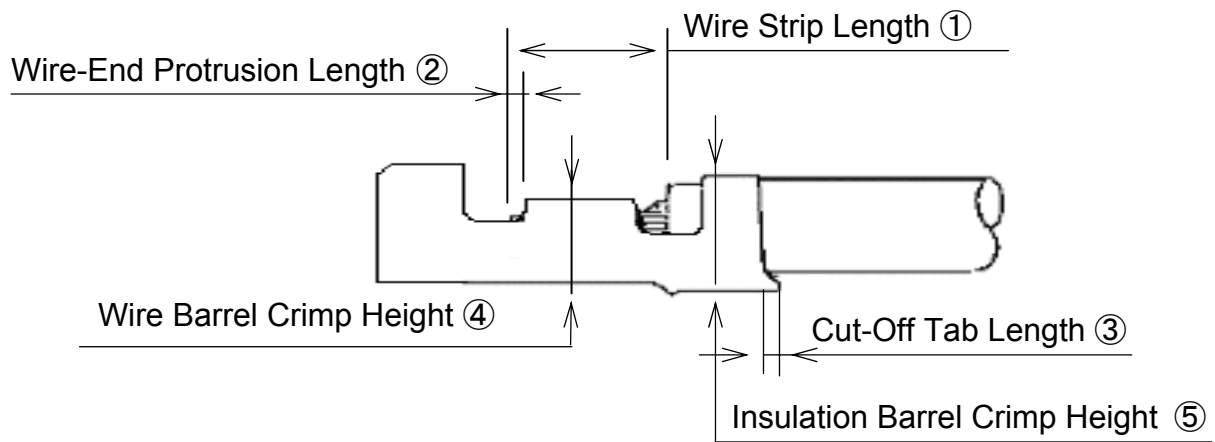 Wire Strip Length ①
Wire-End Protrusion Length ②
Wire Barrel Crimp Height ④
Cut-Off Tab Length ③
Insulation Barrel Crimp Height ⑤